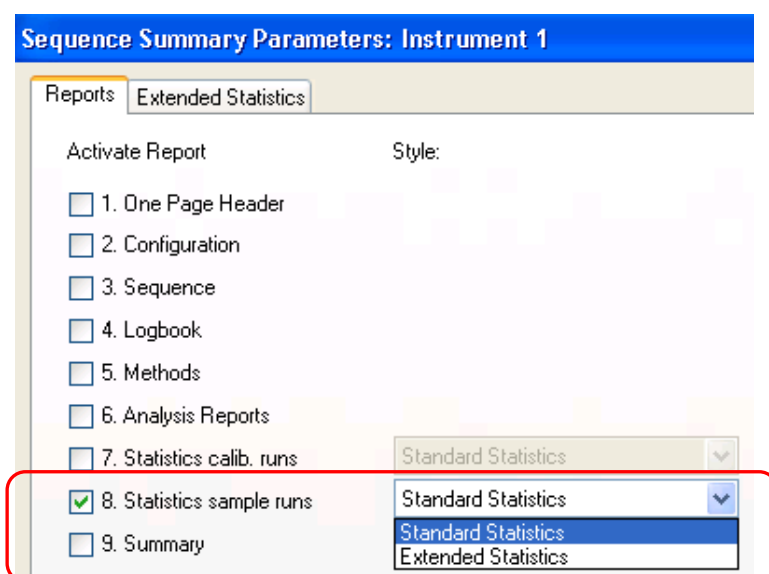 Sequence Summary Parameters: Instrument 1
Reports Extended Statistics
Activate Report Style:
1. One Page Header
2. Configuration
3. Sequence
4. Logbook
5. Methods
6. Analysis Reports
7. Statistics calib. runs Standard Statistics
8. Statistics sample runs Standard Statistics
Standard Statistics
9. Summary
Extended Statistics